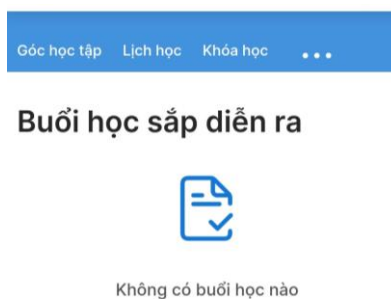 Góc học tập Lịch học Khóa học
Buổi học sắp diễn ra
Không có buổi học nào